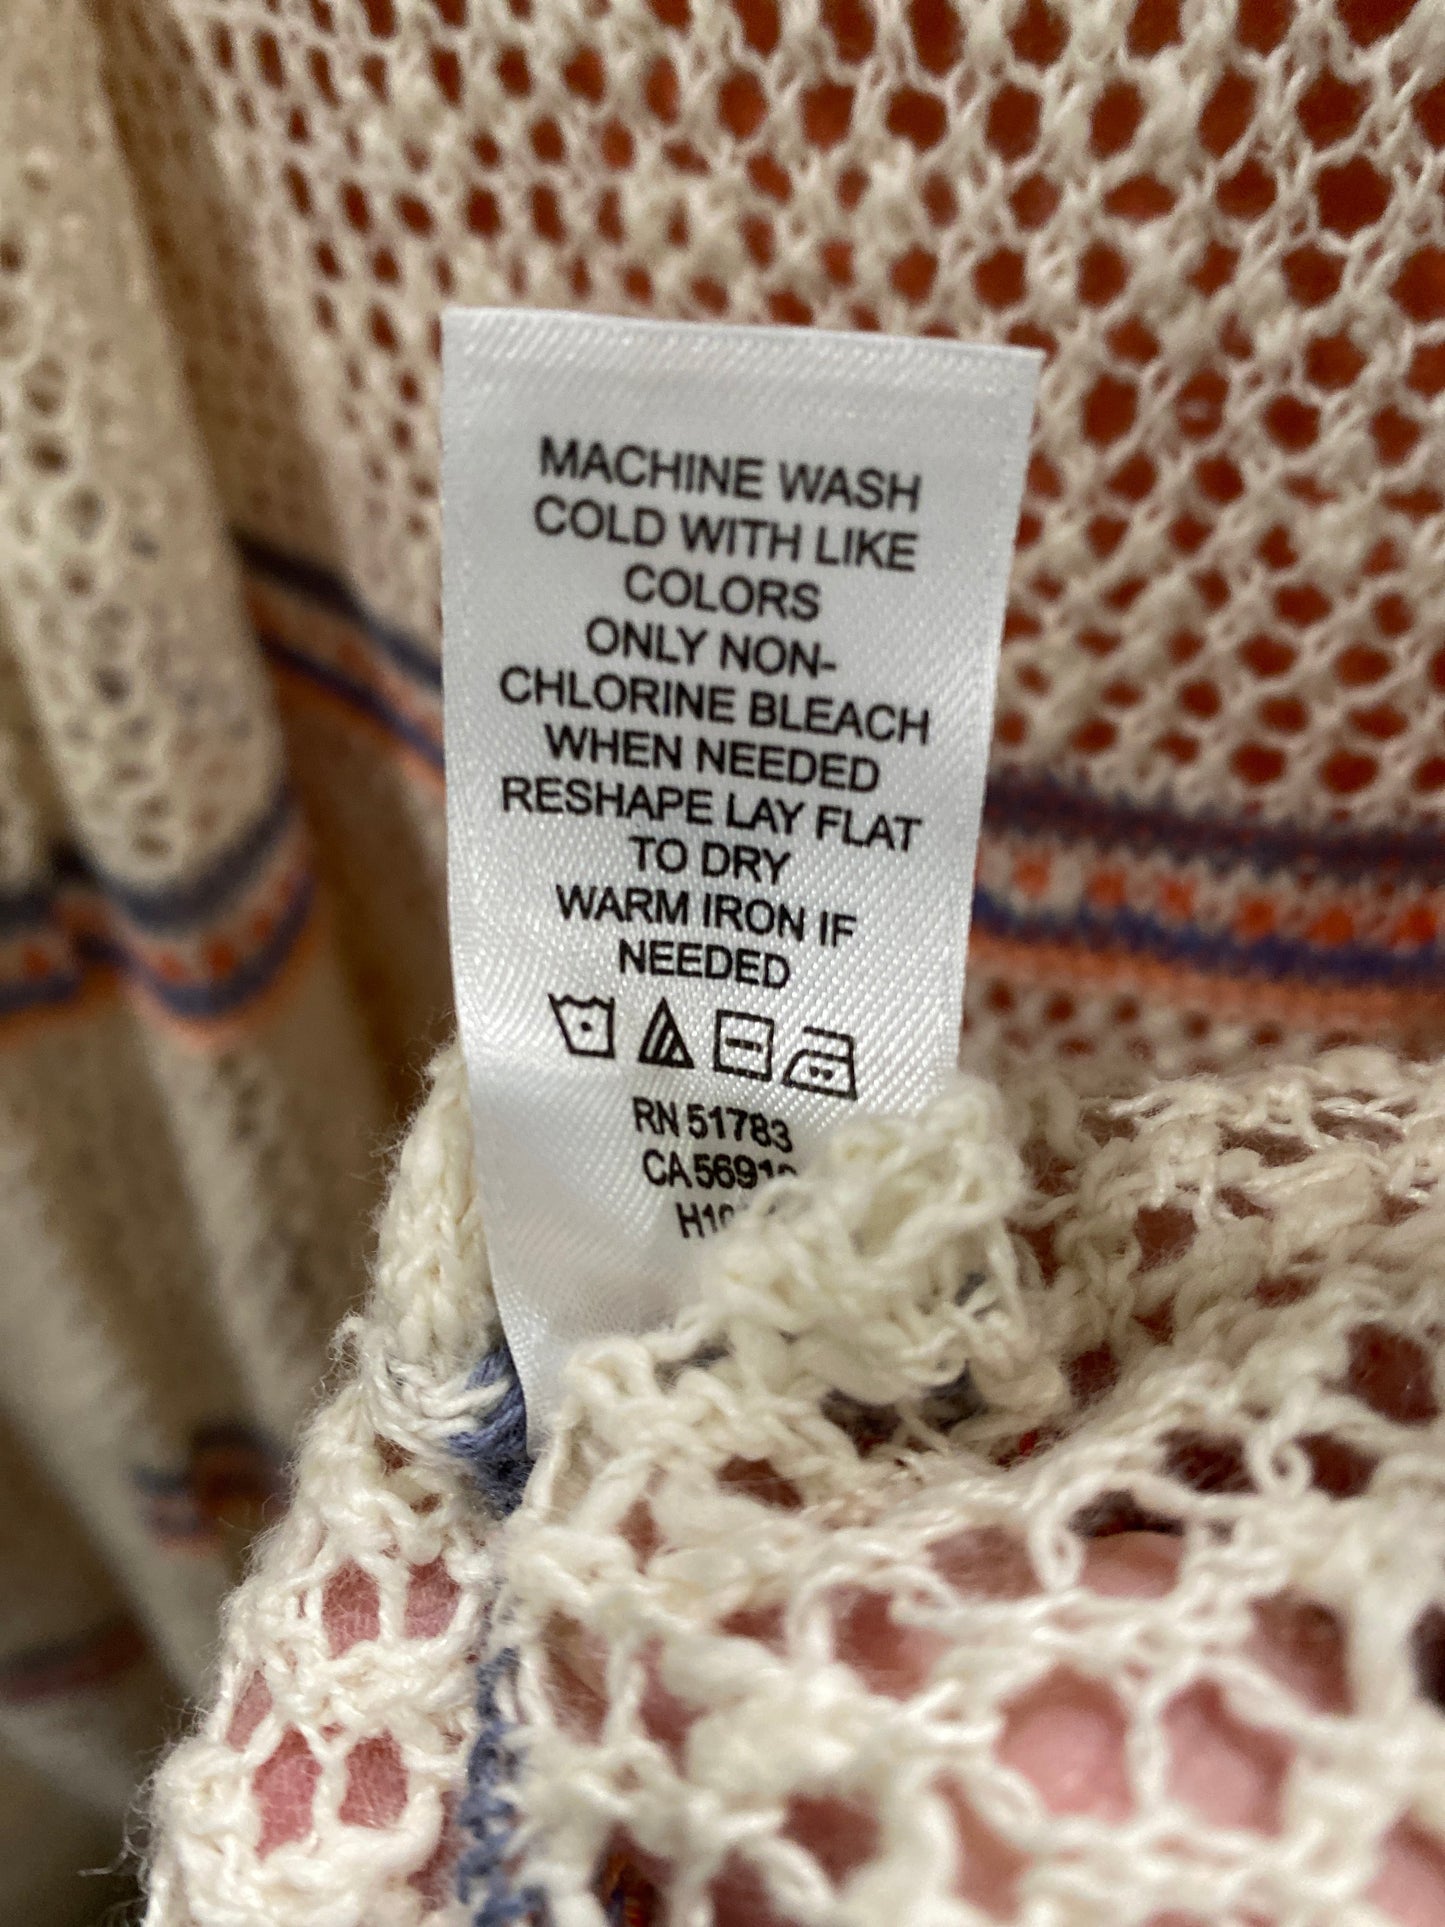 MACHINE WASH
COLD WITH LIKE
COLORS
ONLY NON-
CHLORINE BLEACH
WHEN NEEDED
RESHAPE LAY FLAT
TO DRY
WARM IRON IF
NEEDED
RN 51783
CA